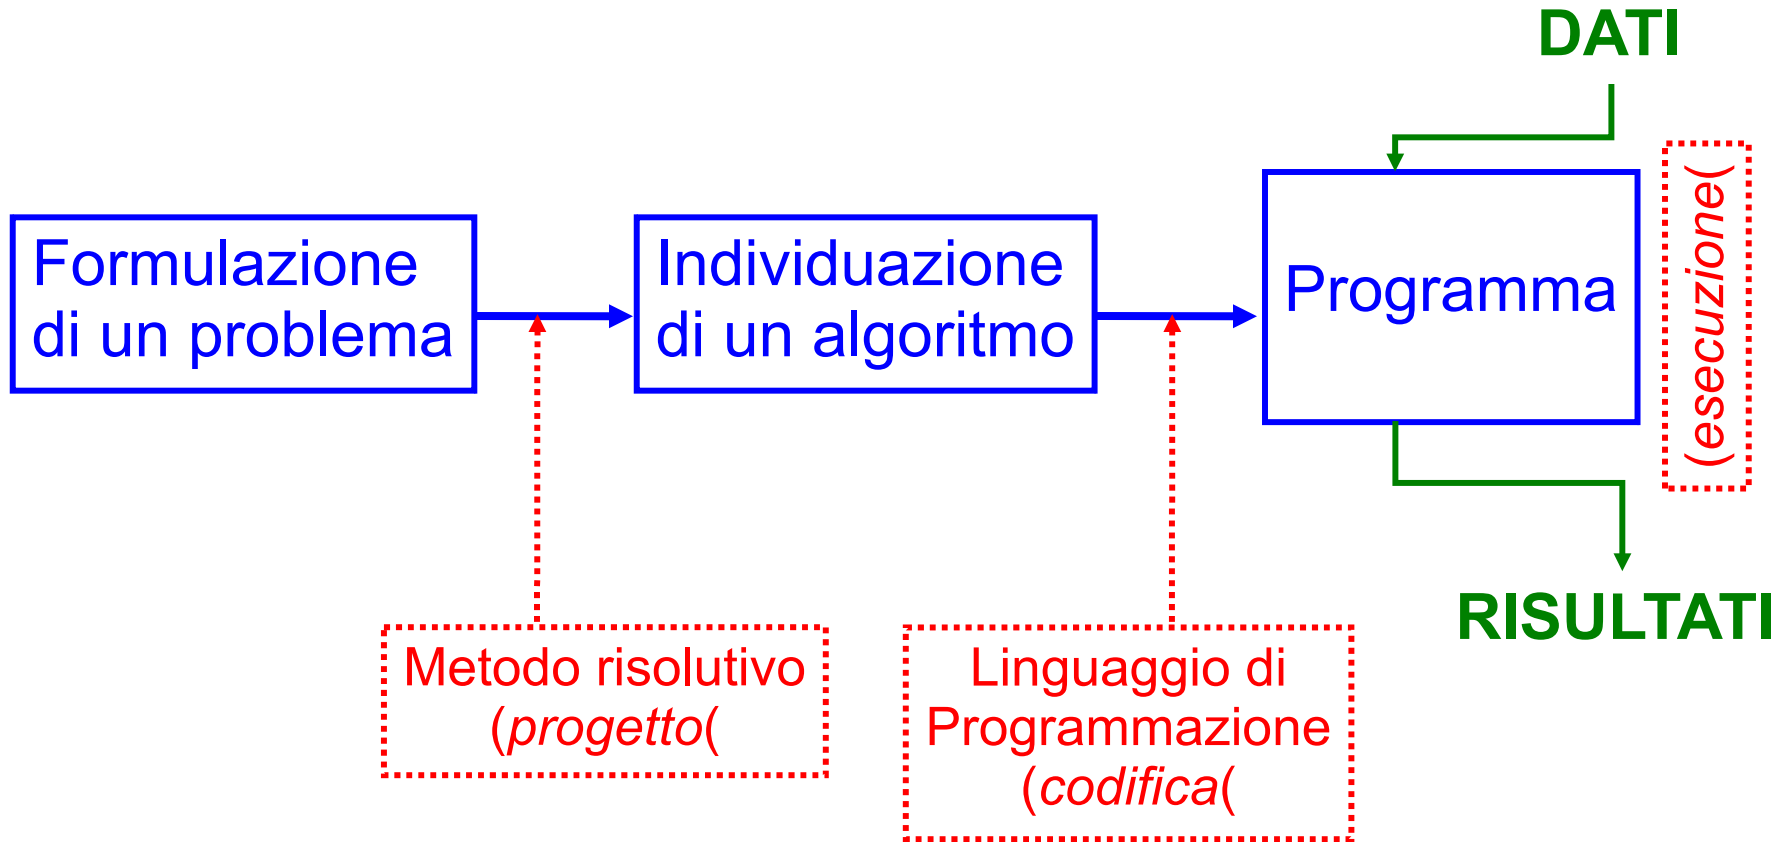 DATI
Formulazione
di un problema
Individuazione
di un algoritmo
Programma
(esecuzione(
RISULTATI
Metodo risolutivo
(progetto(
Linguaggio di
Programmazione
(codifica(